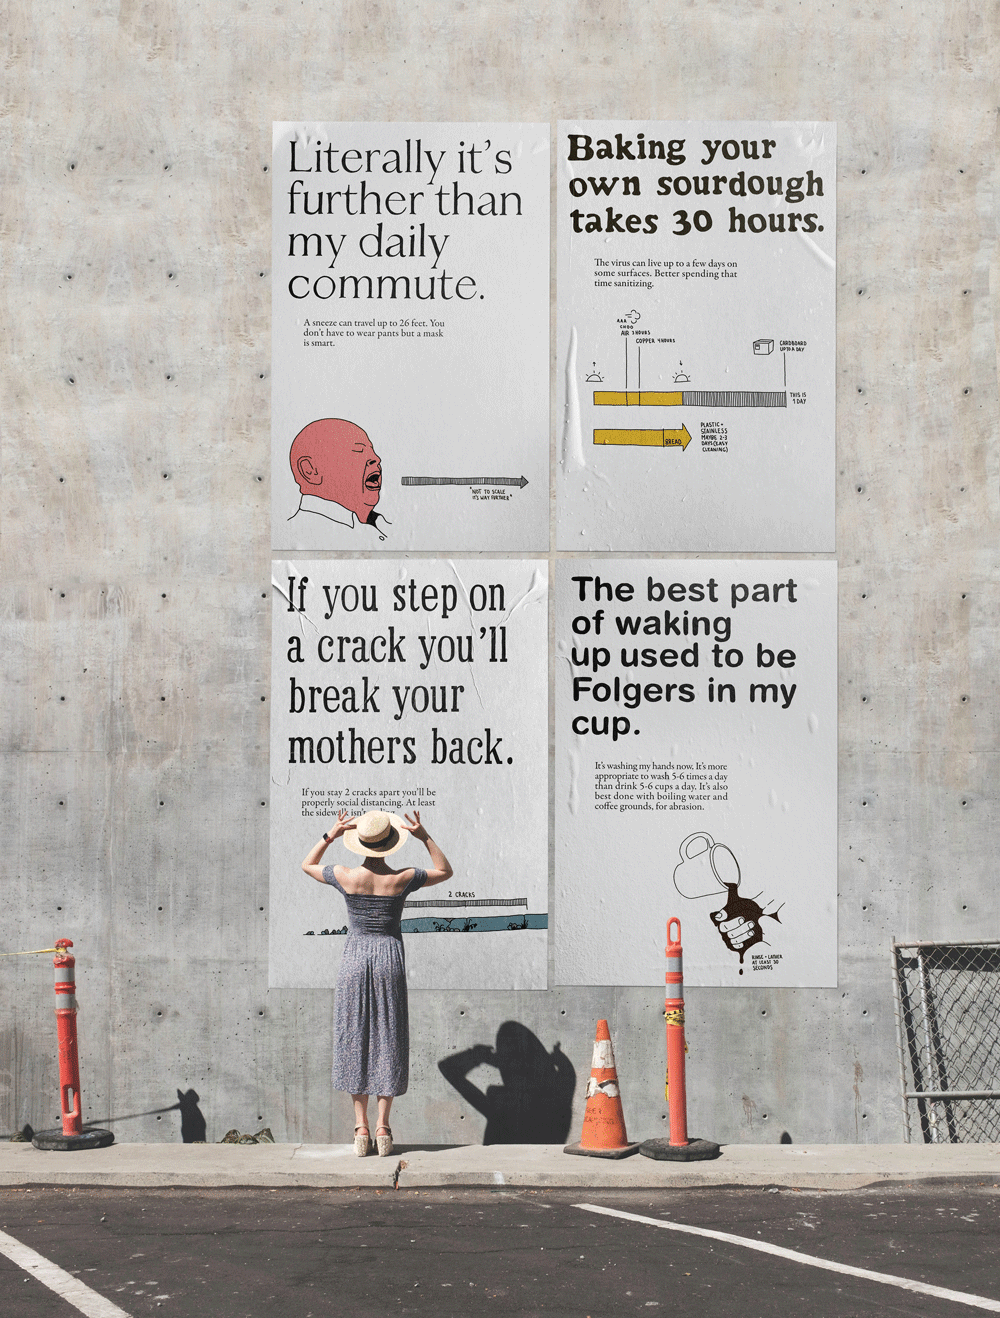 Literally it's
further than
my daily
commute.
A sneeze can travel up to 26 feet. You
don't have to wear pants but a mask
is smart.
"NOT TO SCALE
IT'S WAY FURTHER"
Baking your
own sourdough
takes 30 hours.
The virus can live up to a few days on
some surfaces. Better spending that
time sanitizing.
AAA
CHOO
AIR 3 HOURS
COPPER 4 HOURS
CARDBOARD
UP TO A DAY
THIS IS
1 DAY
BREAD
PLASTIC +
STAINLESS
MAYBE 2-3
DAYS (EASY
CLEANING)
If you step on
a crack you'll
break your
mothers back.
If you stay 2 cracks apart you'll be
properly social distancing. At least
the sidewalk isn't
2 CRACKS
The best part
of waking
up used to be
Folgers in my
cup.
It's washing my hands now. It's more
appropriate to wash 5-6 times a day
than drink 5-6 cups a day. It's also
best done with boiling water and
coffee grounds, for abrasion.
RINSE + LATHER
AT LEAST 30
SECONDS